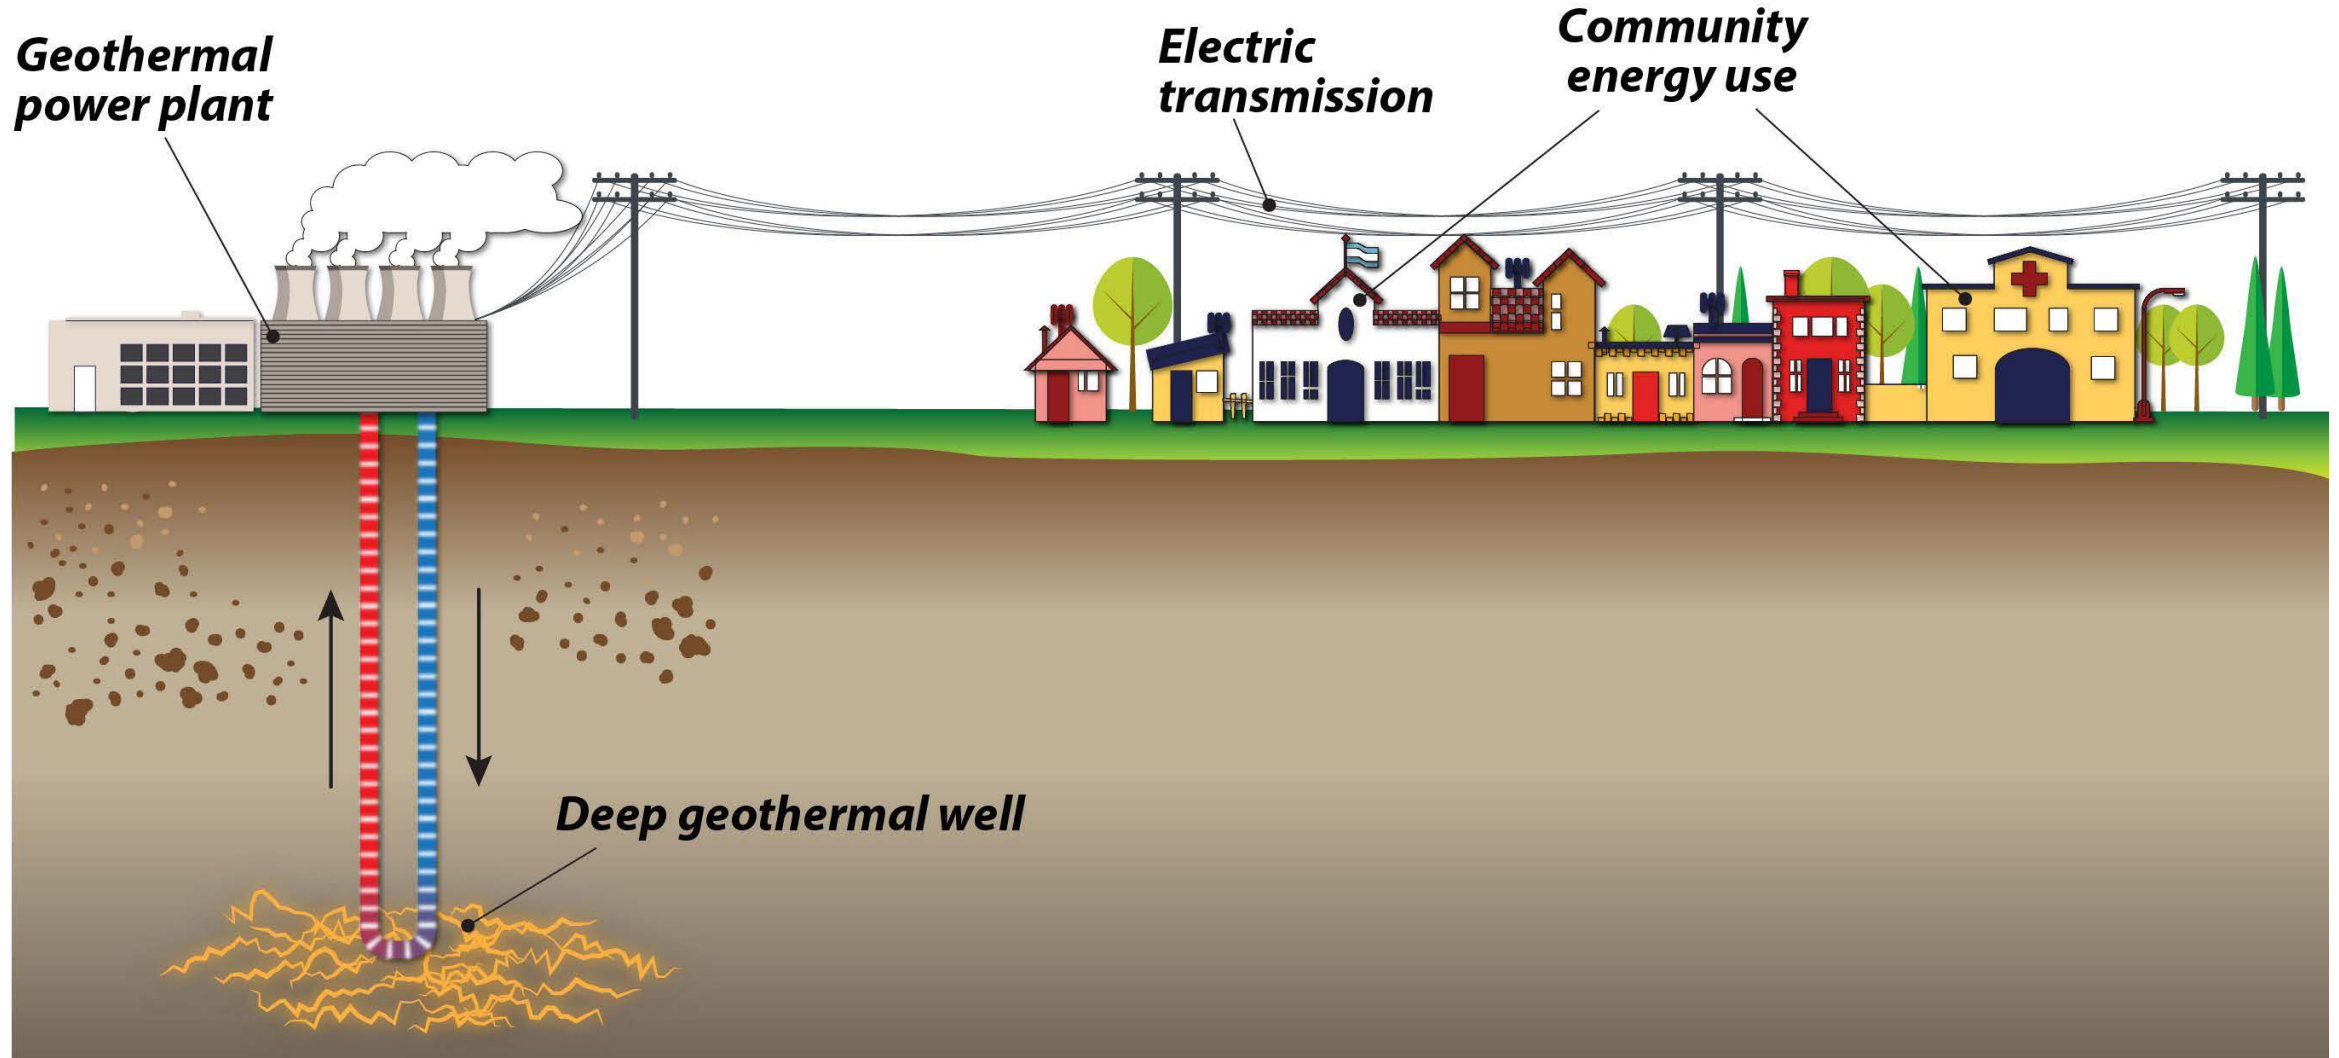 Geothermal
power plant
Electric
transmission
Community
energy use
Deep geothermal well